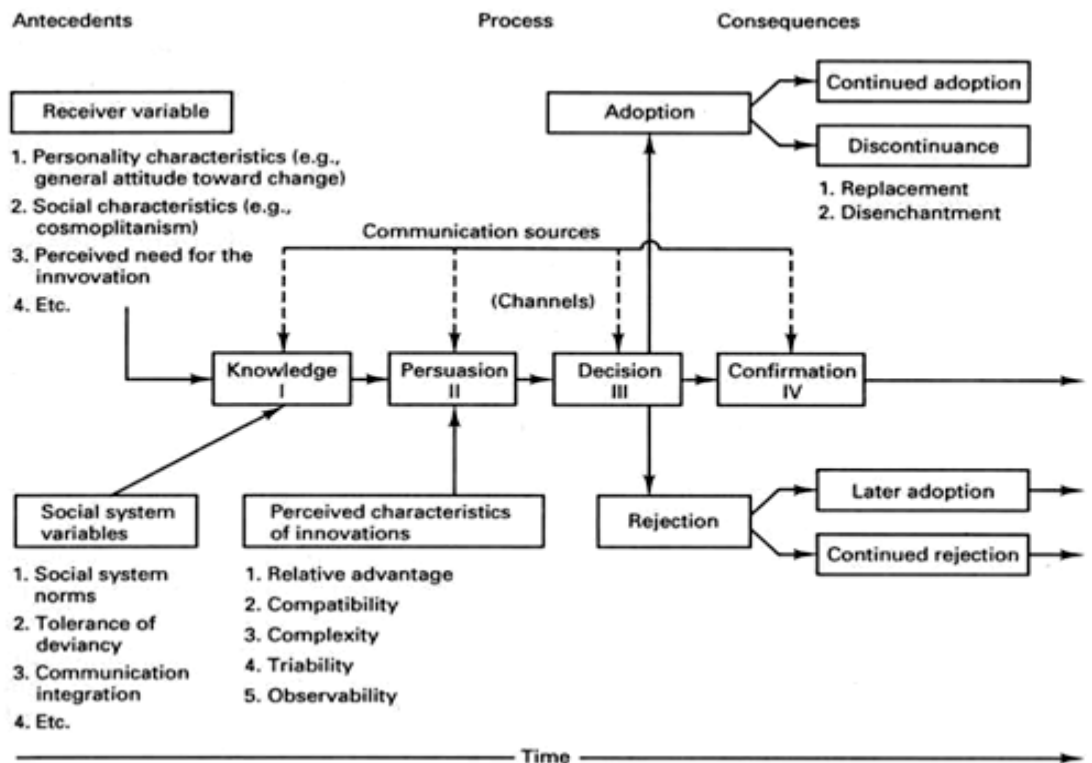 Antecedents
Process
Consequences
Receiver variable
1. Personality characteristics (e.g.,
general attitude toward change)
2. Social characteristics (e.g.,
cosmoplitanism)
3. Perceived need for the
innvovation
4. Etc.
Adoption
Continued adoption
Discontinuance
1. Replacement
2. Disenchantment
Communication sources
(Channels)
Knowledge
I
Persuasion
II
Decision
III
Confirmation
IV
Social system
variables
1. Social system
norms
2. Tolerance of
deviancy
3. Communication
integration
4. Etc.
Perceived characteristics
of innovations
1. Relative advantage
2. Compatibility
3. Complexity
4. Triability
5. Observability
Rejection
Later adoption
Continued rejection
Time